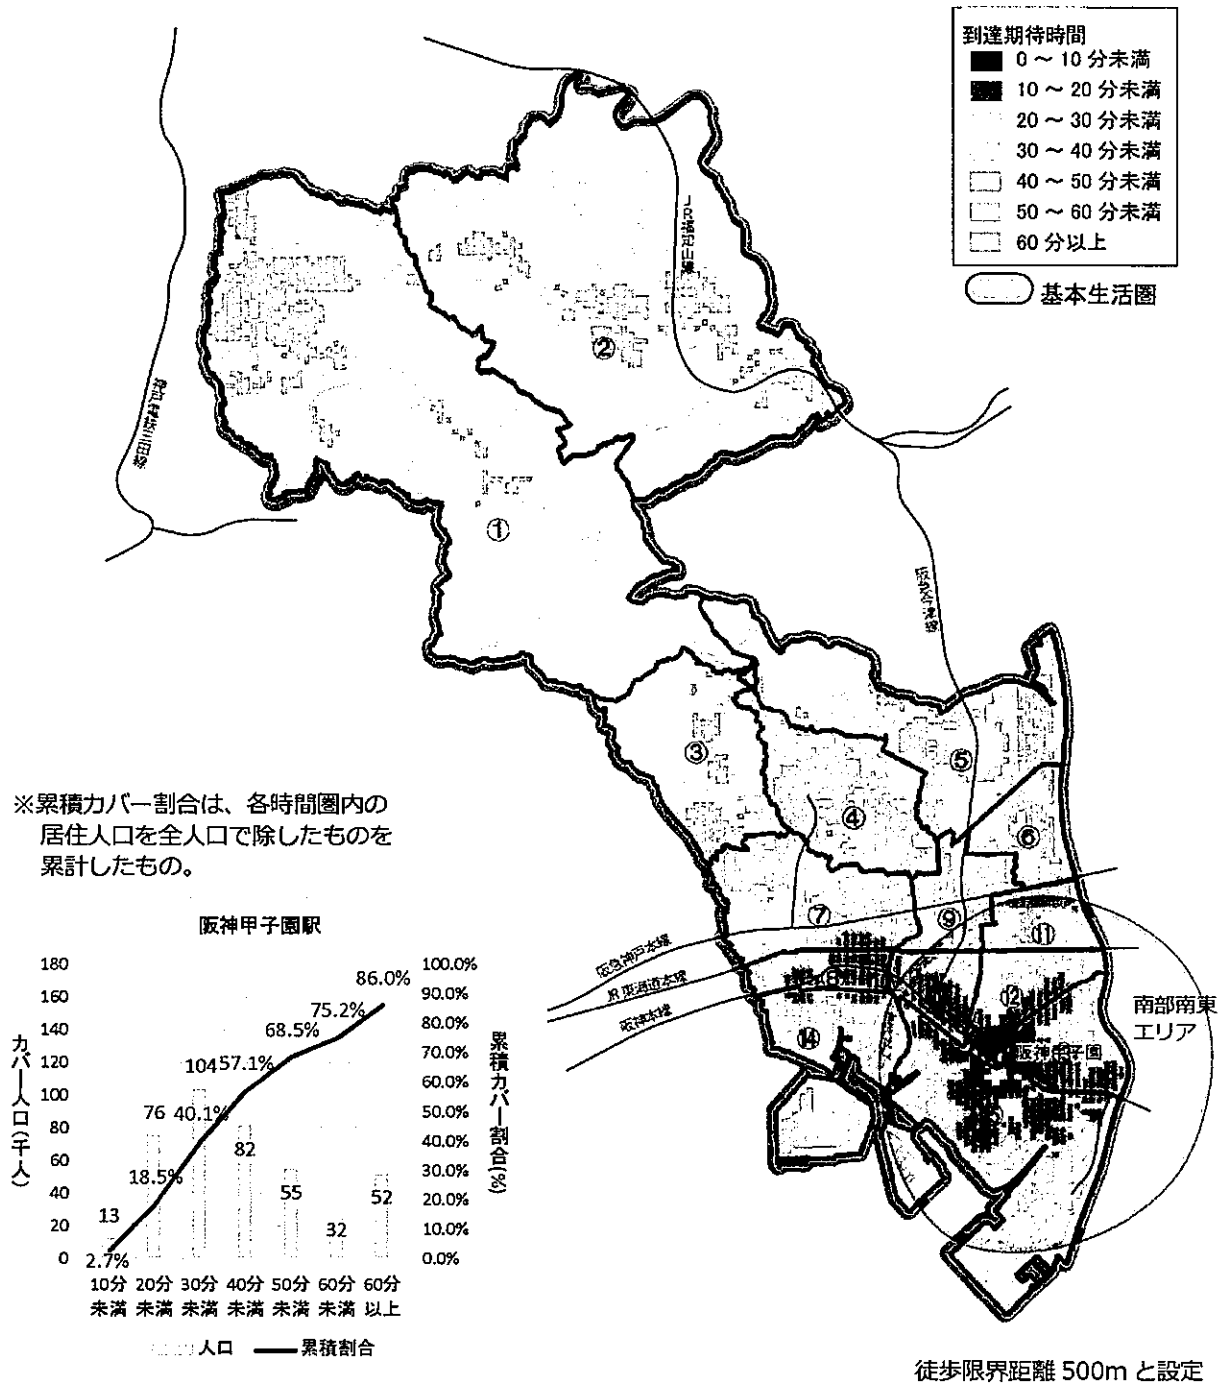 到達期待時間
0 ~ 10 分未満
10 ~ 20 分未満
20 ~ 30 分未満
30 ~ 40 分未満
40 ~ 50 分未満
50 ~ 60 分未満
60 分以上
基本生活圏
JR福知山線
②
①
阪急今津線
③
⑤
④
⑥
⑦
⑨
⑪
阪急神戸本線
JR東海道本線
阪神本線
⑫
⑭
南部南東
エリア
阪神甲子園
※累積カバー割合は、各時間圏内の
居住人口を全人口で除したものを
累計したもの。
阪神甲子園駅
カバー人口(千人)
180
160
140
120
100
80
60
40
20
0
13
76
104
82
55
32
52
2.7%
18.5%
40.1%
57.1%
68.5%
75.2%
86.0%
100.0%
90.0%
80.0%
70.0%
60.0%
50.0%
40.0%
30.0%
20.0%
10.0%
0.0%
累積カバー割合(%)
10分 20分 30分 40分 50分 60分 60分
未満 未満 未満 未満 未満 未満 以上
人口 累積割合
徒歩限界距離 500m と設定